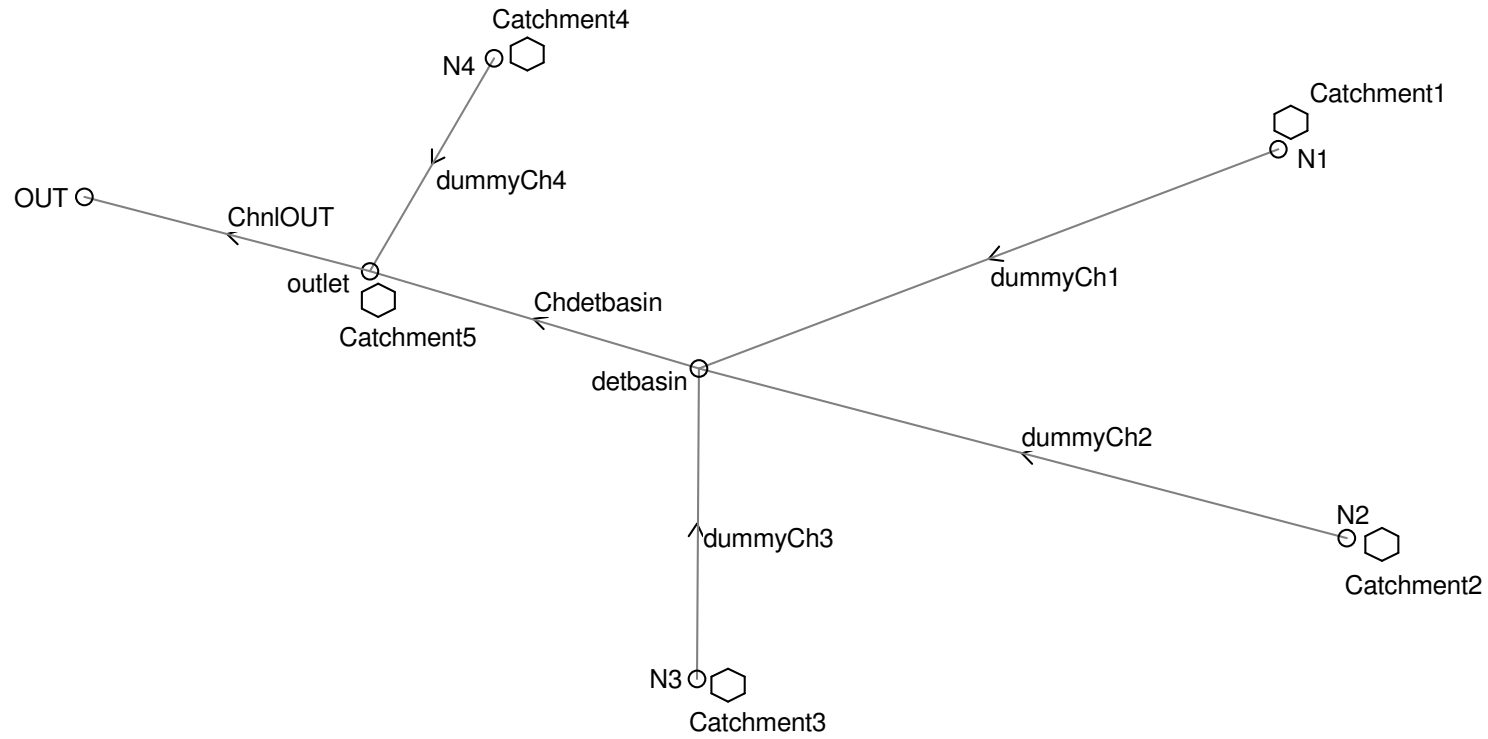 Catchment4
N4
Catchment1
N1
dummyCh4
OUT
ChnlOUT
dummyCh1
outlet
Chdetbasin
Catchment5
detbasin
dummyCh2
N2
dummyCh3
Catchment2
N3
Catchment3